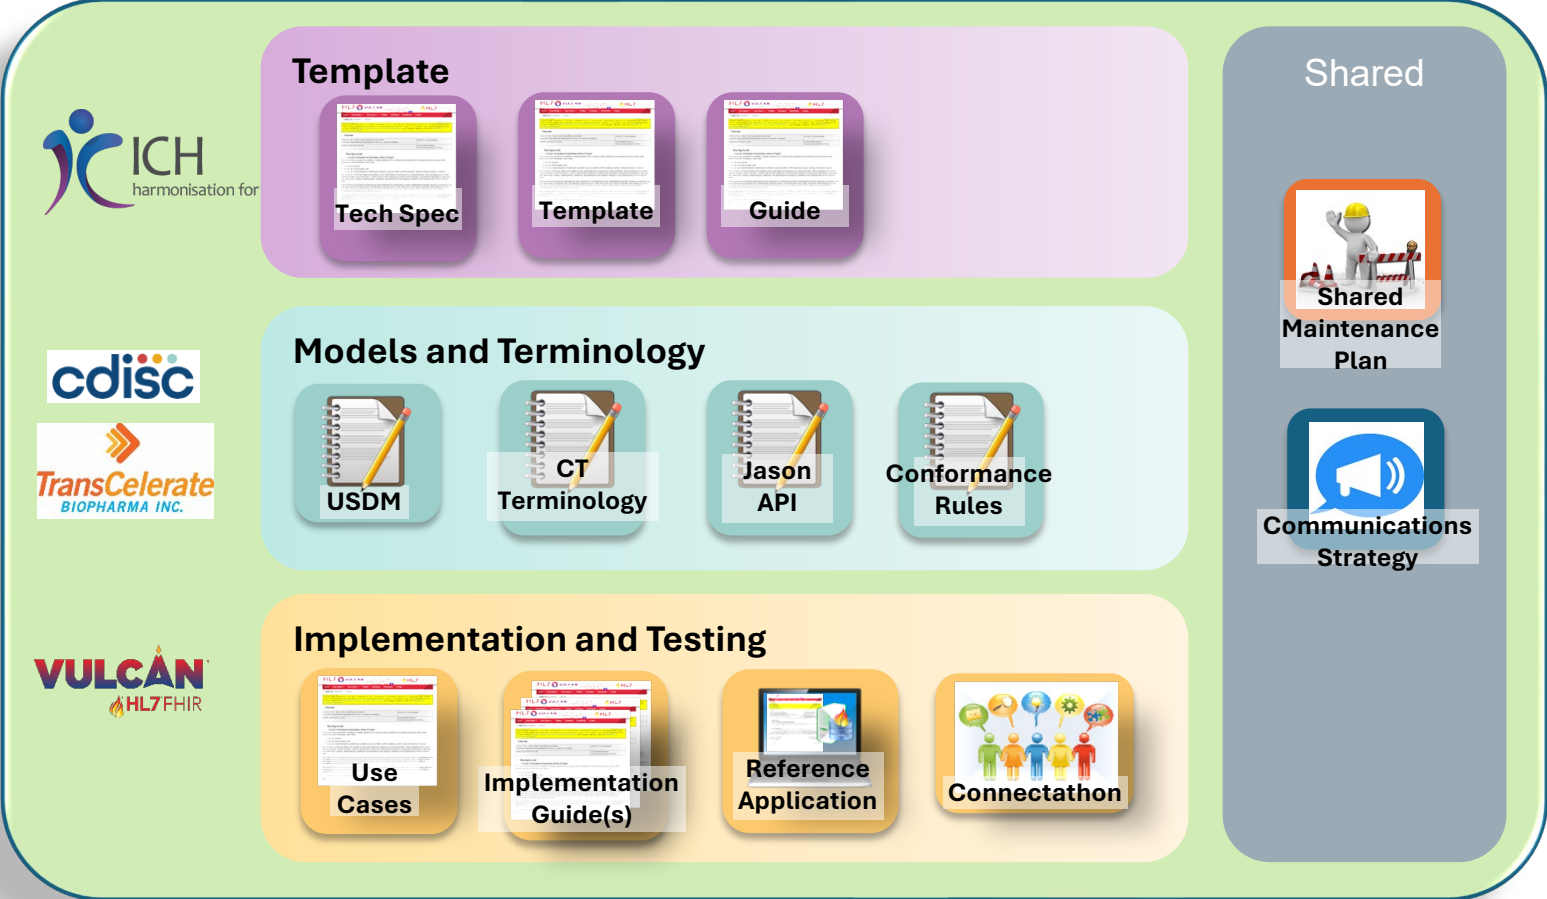 Template
Tech Spec
Template
Guide
ICH
harmonisation for
Shared
Shared
Maintenance
Plan
Communications
Strategy
Models and Terminology
cdisc
TransCelerate
BIOPHARMA INC.
USDM
CT
Terminology
Jason
API
Conformance
Rules
Implementation and Testing
VULCAN
HL7 FHIR
Use
Cases
Implementation
Guide(s)
Reference
Application
Connectathon